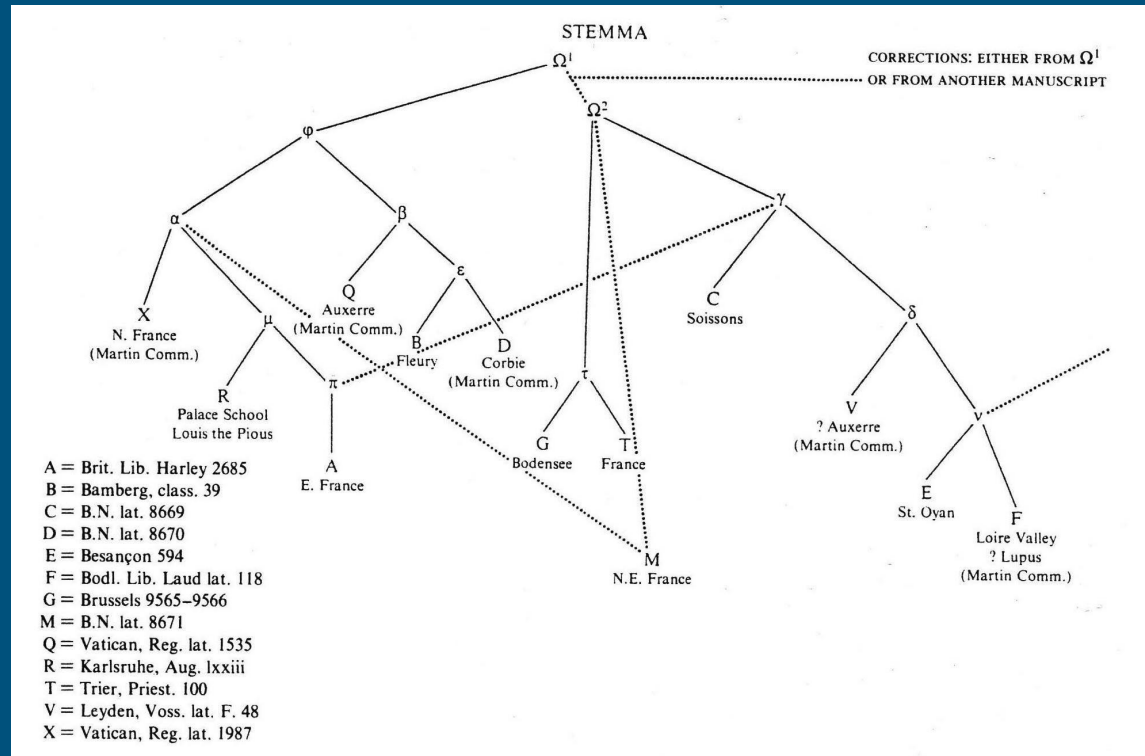 STEMMA
Ω¹
CORRECTIONS: EITHER FROM Ω¹
OR FROM ANOTHER MANUSCRIPT
Ω²
φ
γ
α
β
ε
Q
Auxerre
(Martin Comm.)
C
Soissons
δ
X
N. France
(Martin Comm.)
μ
B
Fleury
D
Corbie
(Martin Comm.)
τ
π
R
Palace School
Louis the Pious
V
? Auxerre
(Martin Comm.)
ν
G
Bodensee
T
France
A
E. France
E
St. Oyan
F
Loire Valley
? Lupus
(Martin Comm.)
M
N.E. France
A = Brit. Lib. Harley 2685
B = Bamberg, class. 39
C = B.N. lat. 8669
D = B.N. lat. 8670
E = Besançon 594
F = Bodl. Lib. Laud lat. 118
G = Brussels 9565–9566
M = B.N. lat. 8671
Q = Vatican, Reg. lat. 1535
R = Karlsruhe, Aug. lxxiii
T = Trier, Priest. 100
V = Leyden, Voss. lat. F. 48
X = Vatican, Reg. lat. 1987